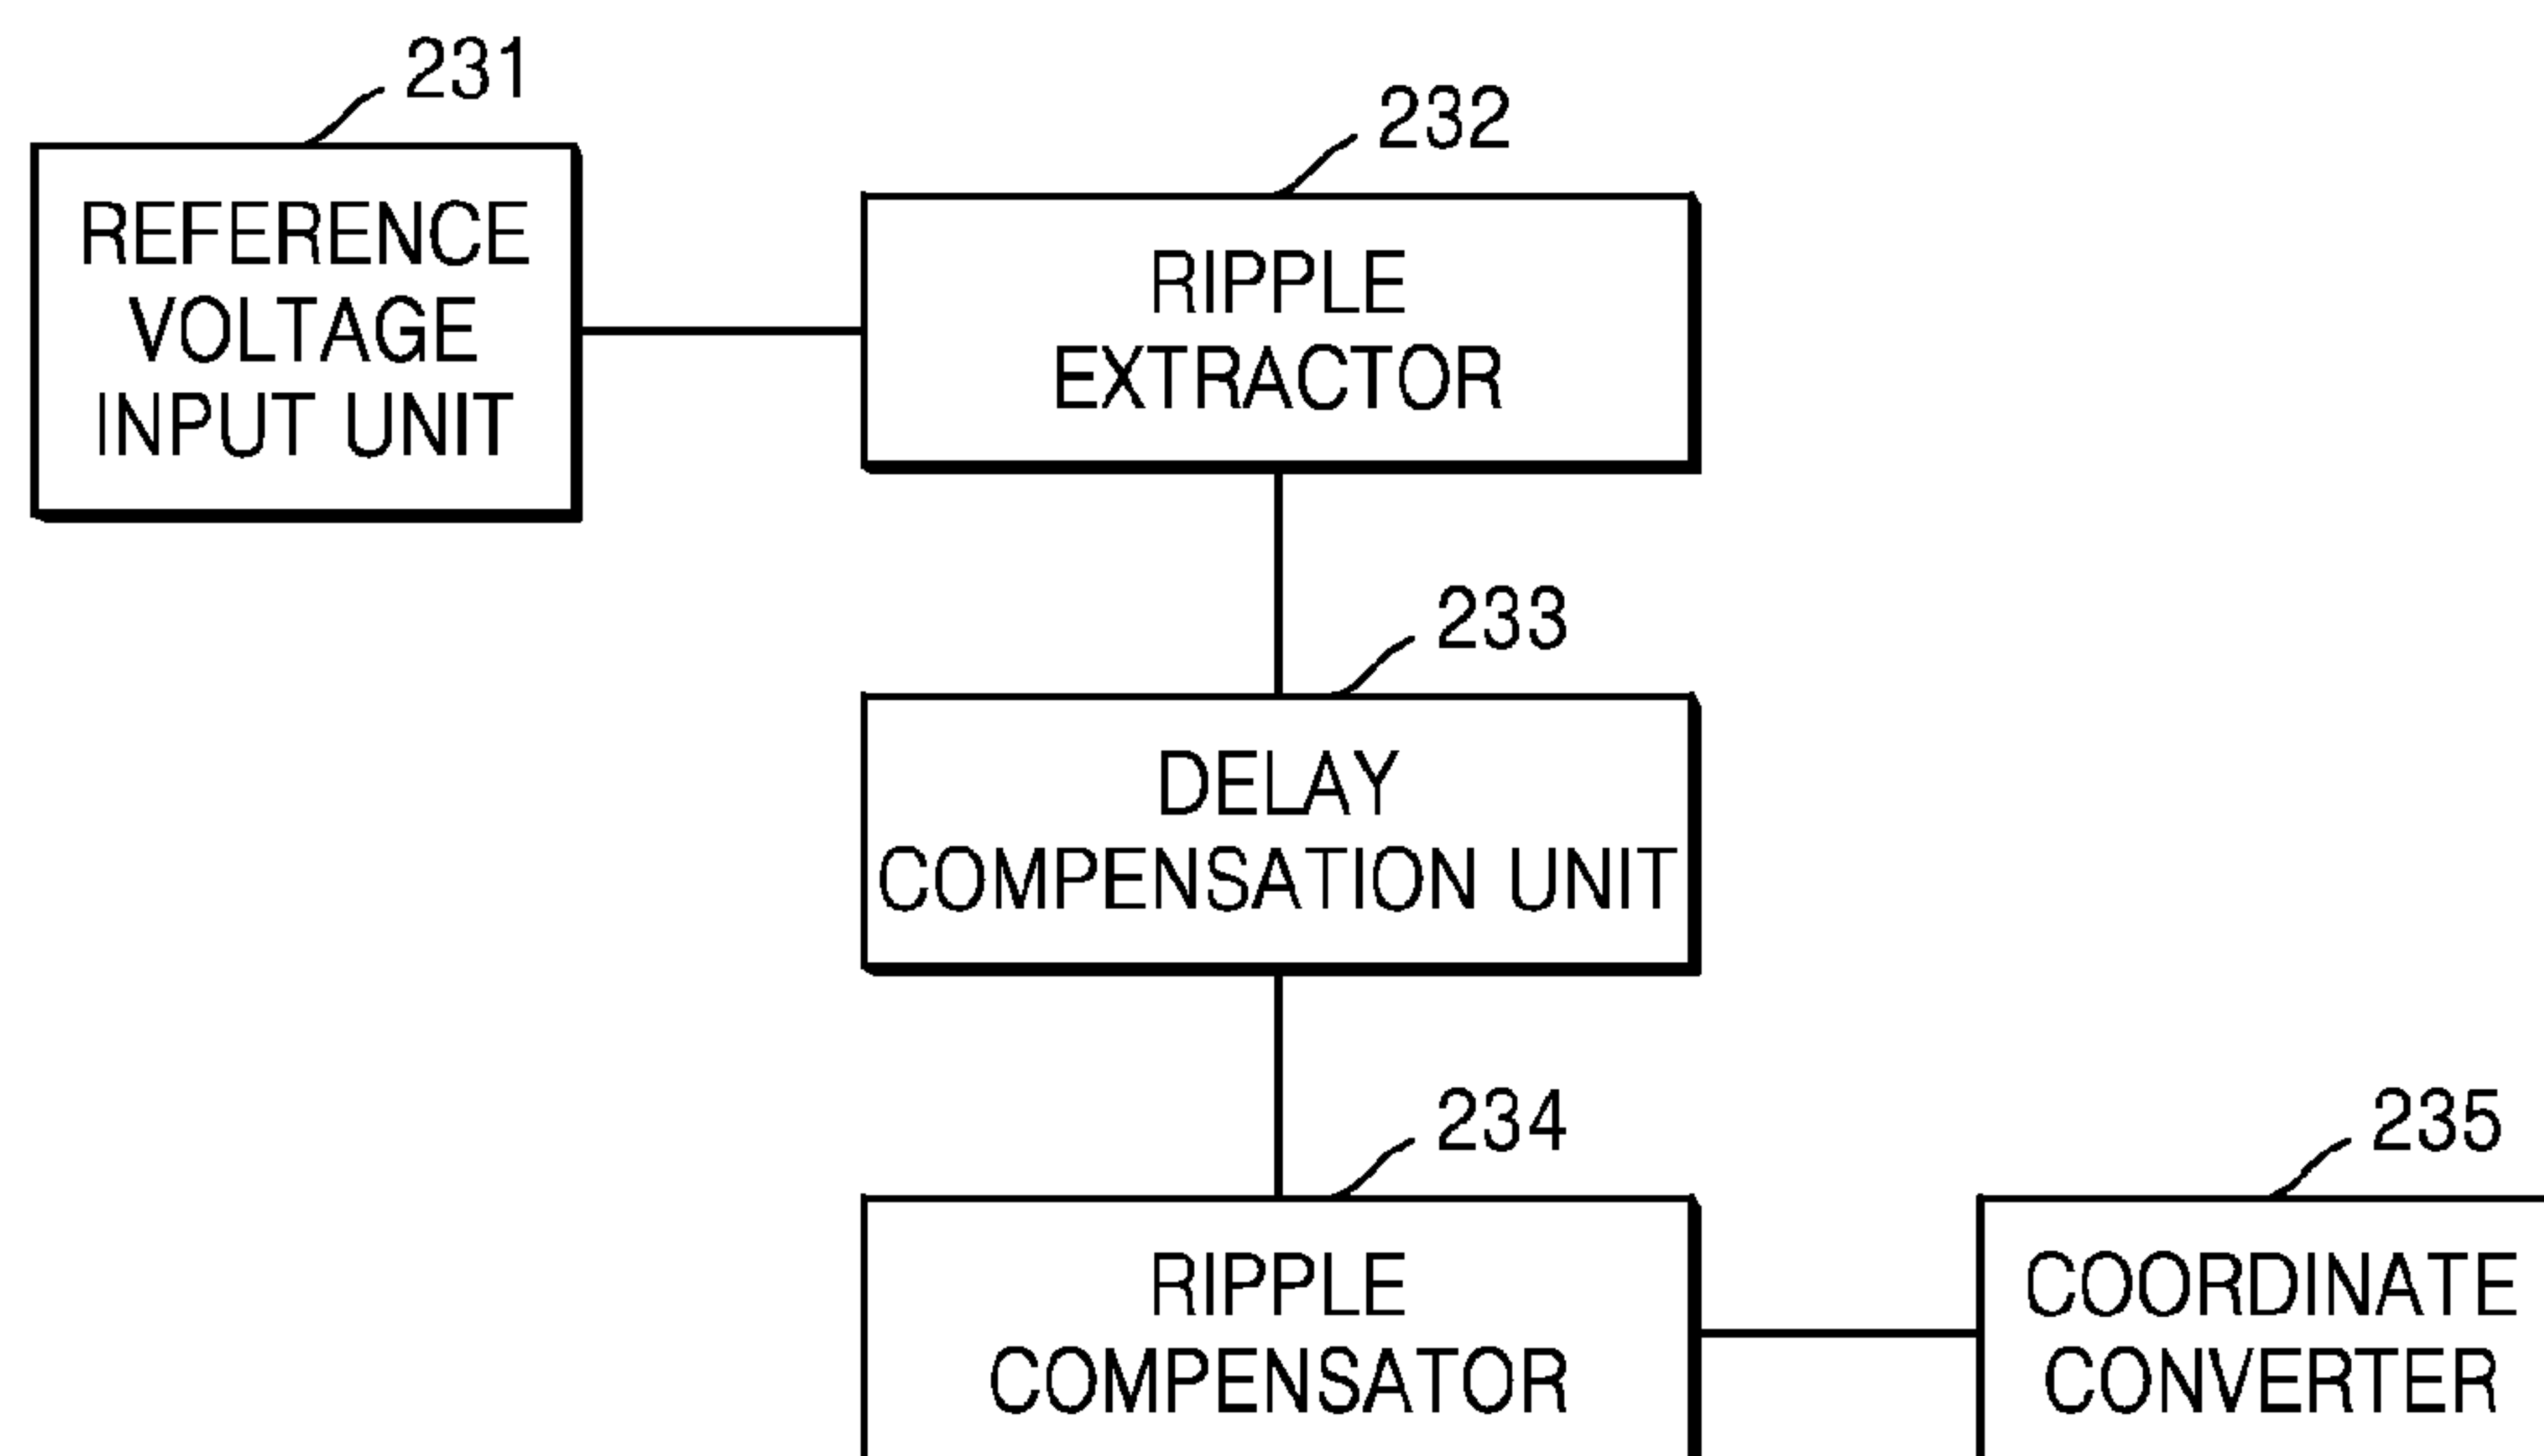 231
REFERENCE
VOLTAGE
INPUT UNIT
232
RIPPLE
EXTRACTOR
233
DELAY
COMPENSATION UNIT
234
RIPPLE
COMPENSATOR
235
COORDINATE
CONVERTER